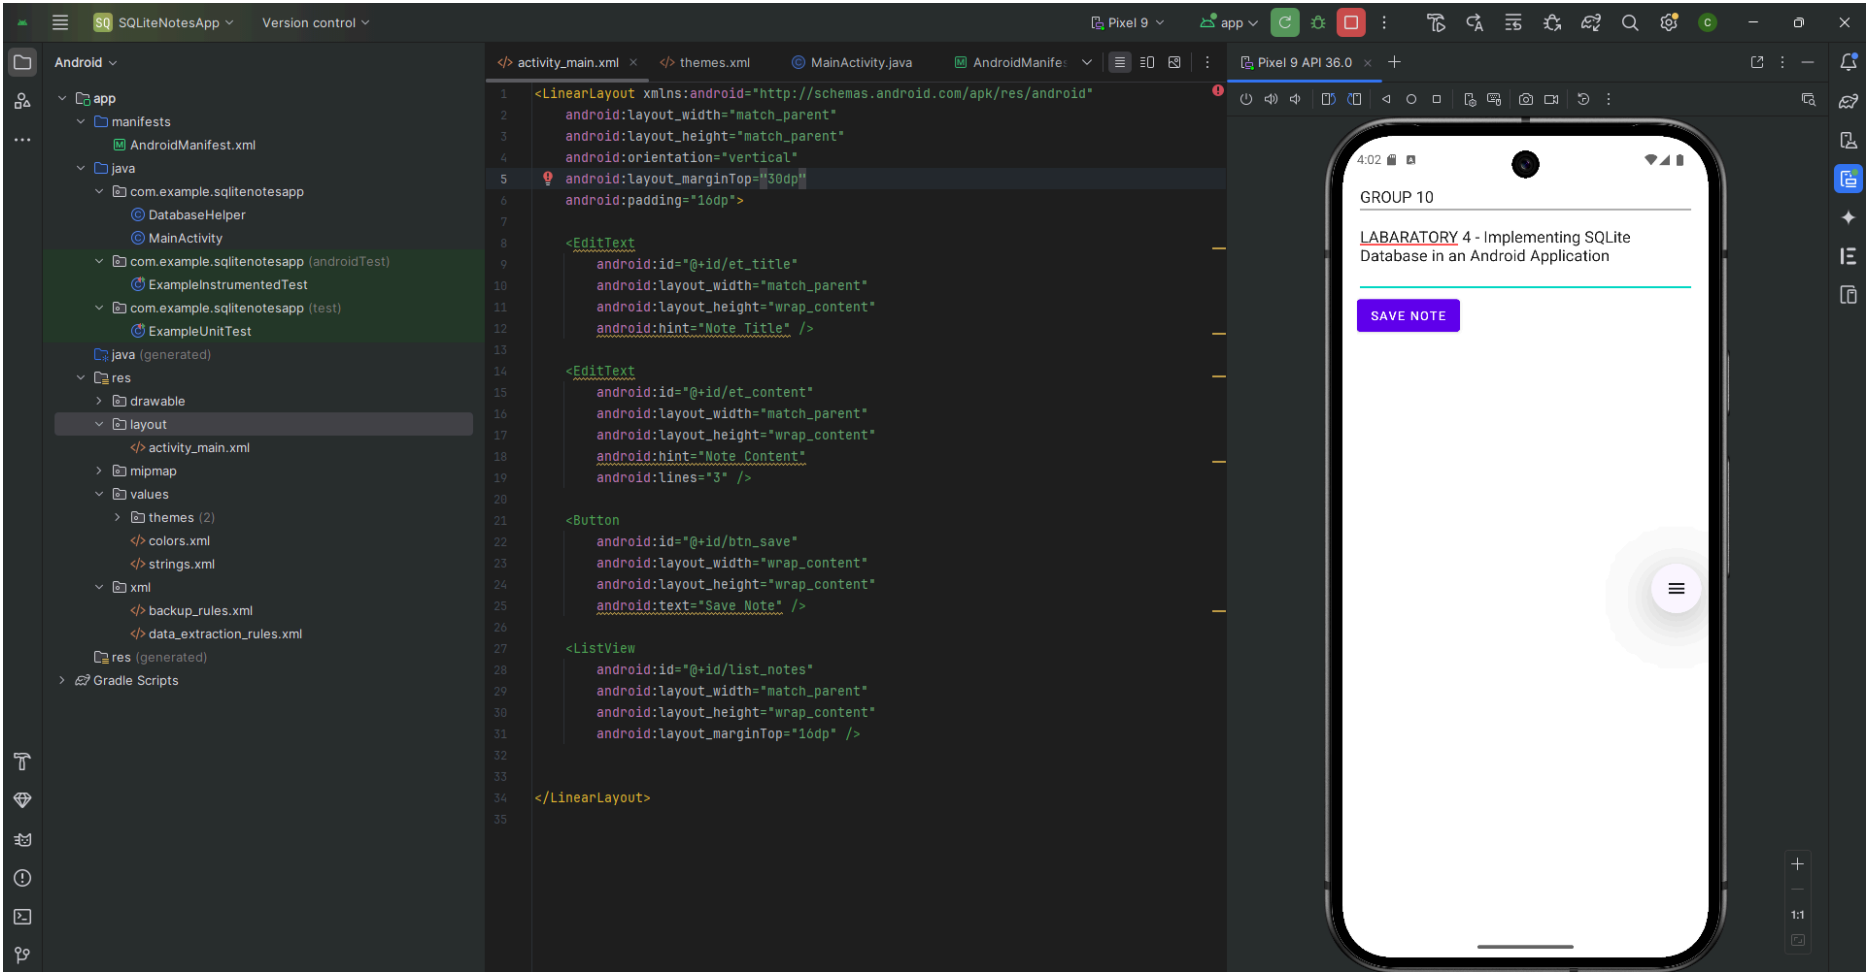 SQ SQLiteNotesApp Version control Pixel 9 app C
Android
app
manifests
AndroidManifest.xml
java
com.example.sqlitenotesapp
DatabaseHelper
MainActivity
com.example.sqlitenotesapp (androidTest)
ExampleInstrumentedTest
com.example.sqlitenotesapp (test)
ExampleUnitTest
java (generated)
res
drawable
layout
activity_main.xml
mipmap
values
themes (2)
colors.xml
strings.xml
xml
backup_rules.xml
data_extraction_rules.xml
res (generated)
Gradle Scripts
activity_main.xml themes.xml MainActivity.java AndroidManife
1 <LinearLayout xmlns:android="http://schemas.android.com/apk/res/android"
2 android:layout_width="match_parent"
3 android:layout_height="match_parent"
4 android:orientation="vertical"
5 android:layout_marginTop="30dp"
6 android:padding="16dp">
7
8 <EditText
9 android:id="@+id/et_title"
10 android:layout_width="match_parent"
11 android:layout_height="wrap_content"
12 android:hint="Note Title" />
13
14 <EditText
15 android:id="@+id/et_content"
16 android:layout_width="match_parent"
17 android:layout_height="wrap_content"
18 android:hint="Note Content"
19 android:lines="3" />
20
21 <Button
22 android:id="@+id/btn_save"
23 android:layout_width="wrap_content"
24 android:layout_height="wrap_content"
25 android:text="Save Note" />
26
27 <ListView
28 android:id="@+id/list_notes"
29 android:layout_width="match_parent"
30 android:layout_height="wrap_content"
31 android:layout_marginTop="16dp" />
32
33
34 </LinearLayout>
35
Pixel 9 API 36.0
4:02
GROUP 10
LABARATORY 4 - Implementing SQLite
Database in an Android Application
SAVE NOTE
1:1